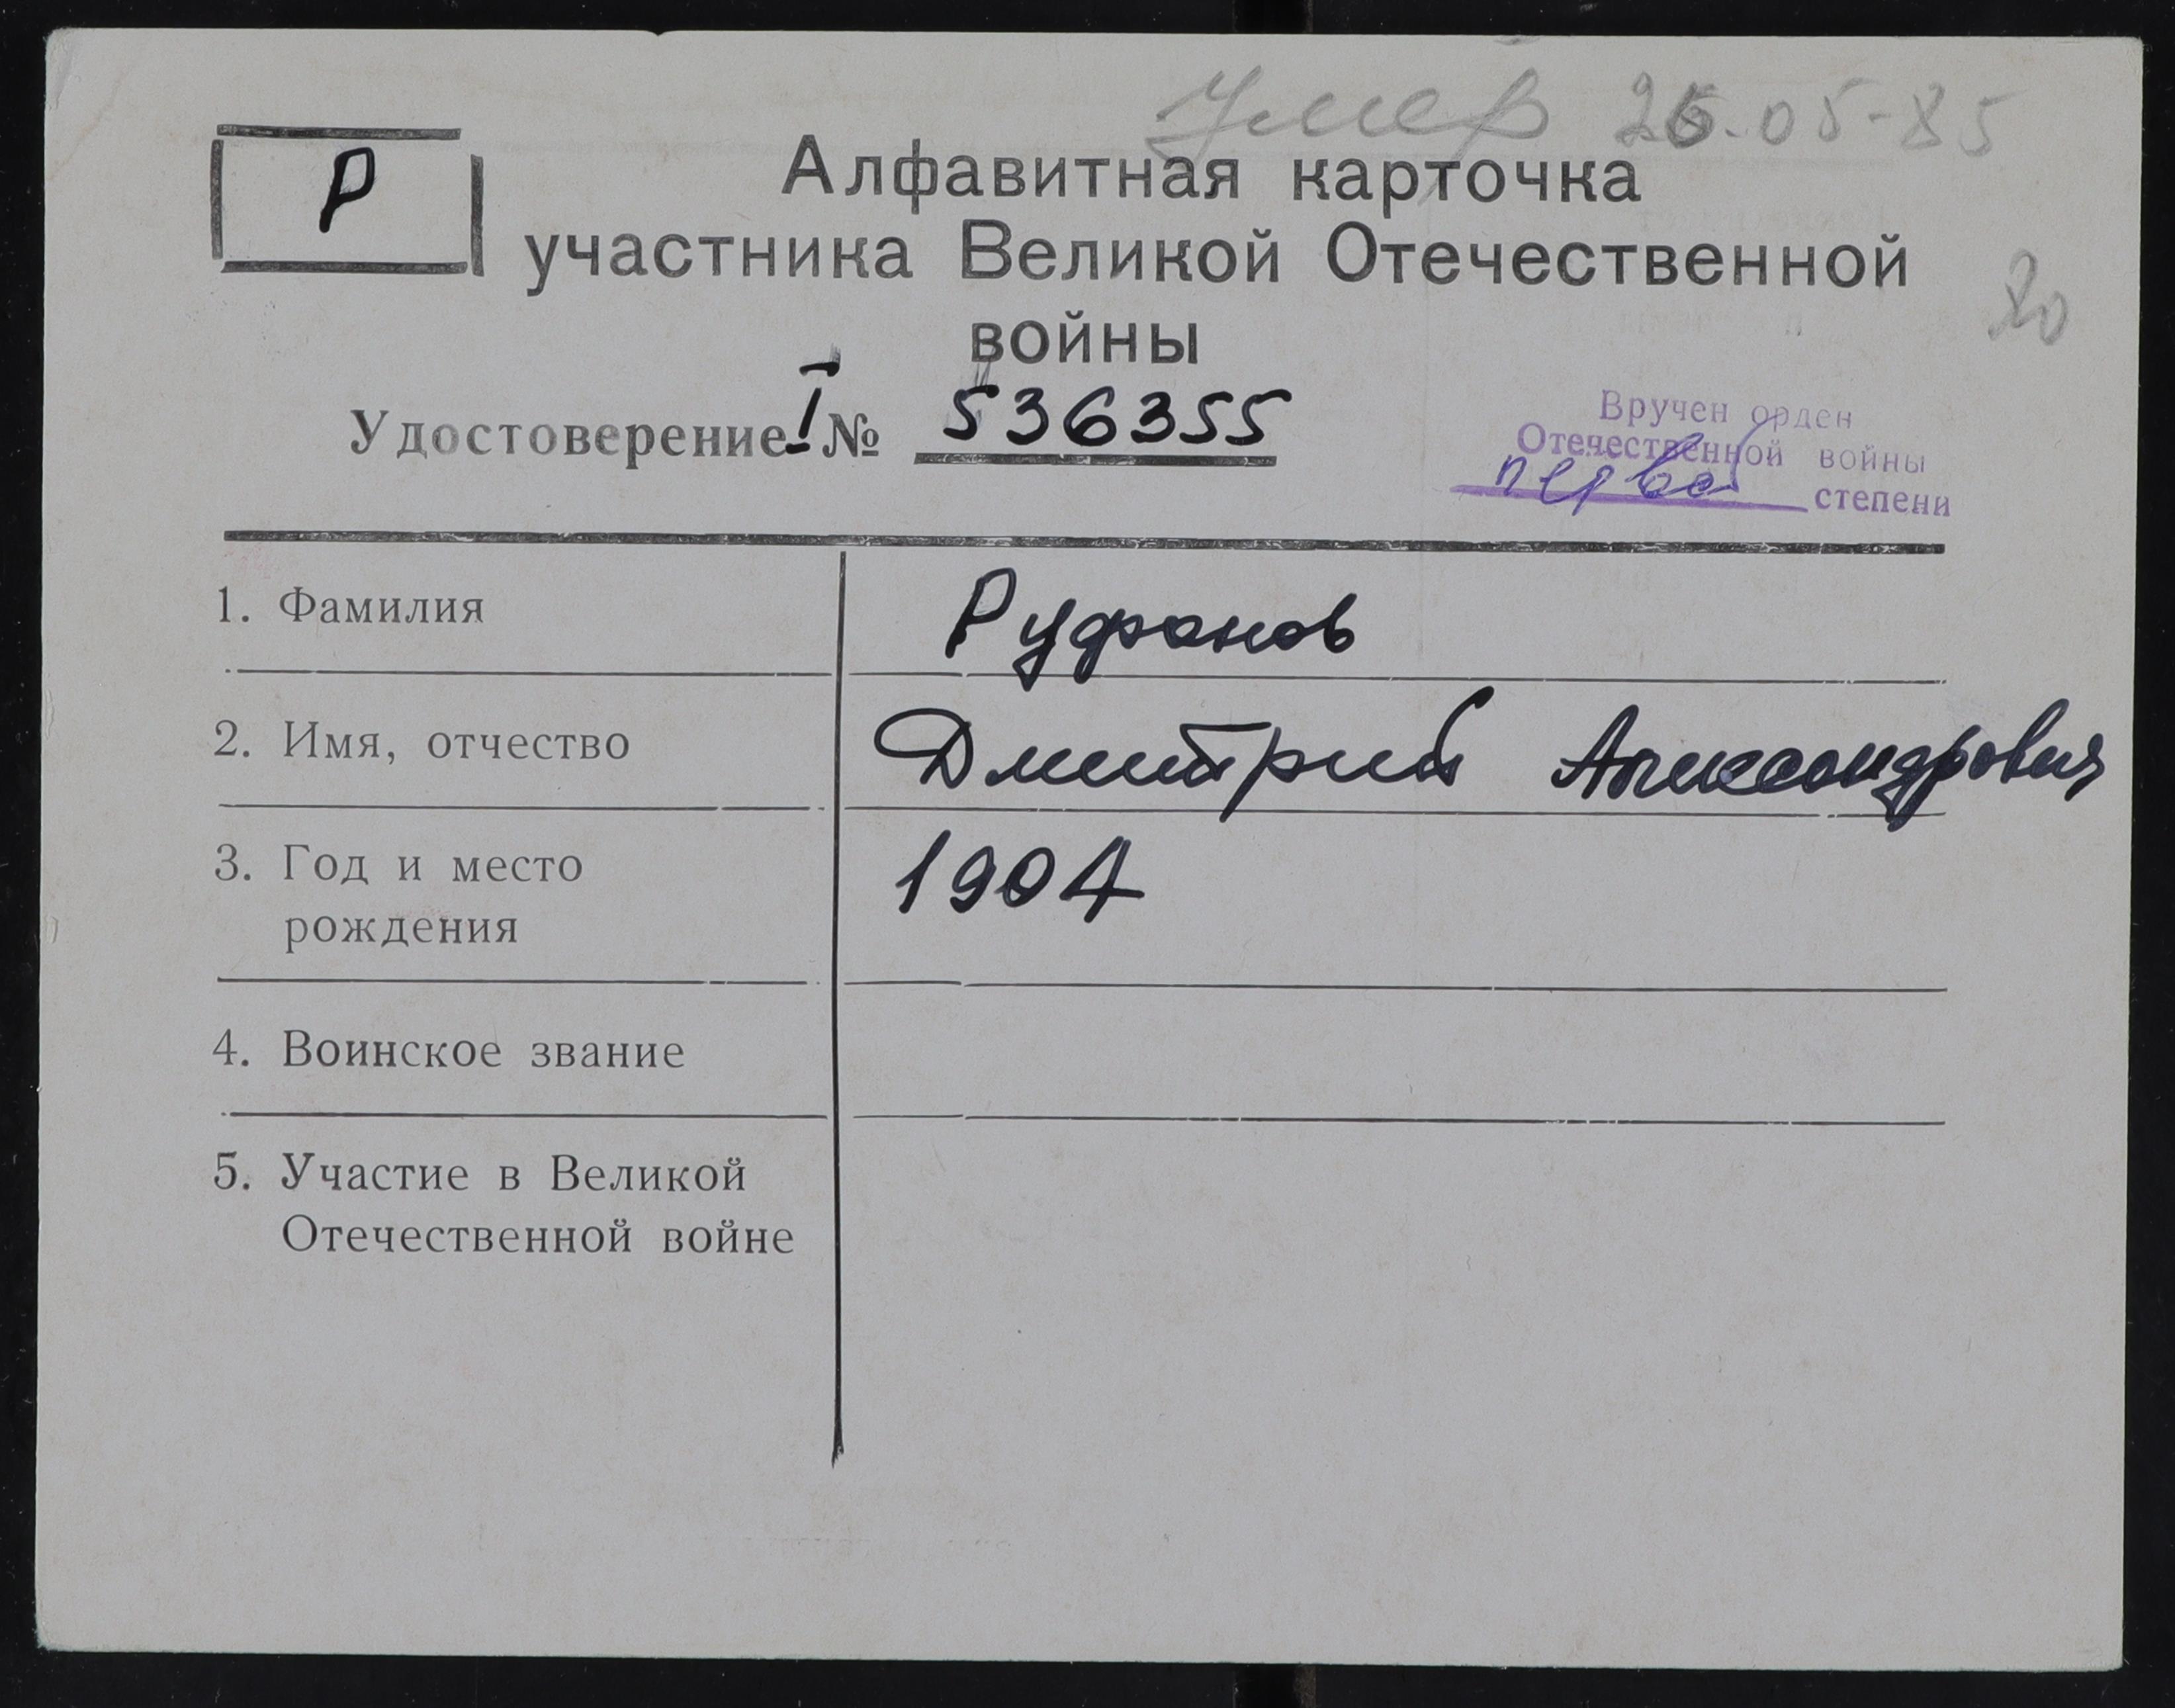 Умер 26.05-85
Р
Алфавитная карточка
участника Великой Отечественной
войны
20
Удостоверение I № 536355
Вручен орден
Отечественной войны
первой степени
1. Фамилия Руфанов
2. Имя, отчество Дмитрий Александрович
3. Год и место 1904
рождения
4. Воинское звание
5. Участие в Великой
Отечественной войне